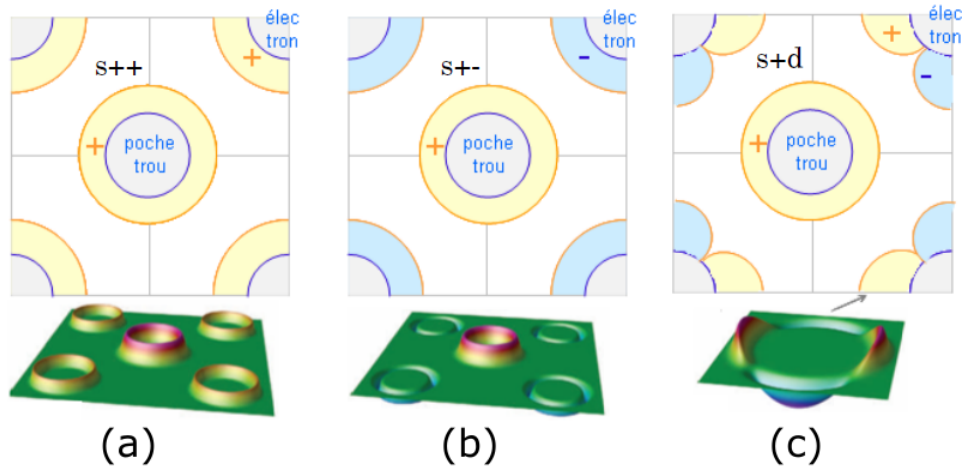 s++
élec
tron
+
+
poche
trou
(a)
s+-
élec
tron
-
+
poche
trou
(b)
s+d
élec
tron
+
-
+
poche
trou
(c)